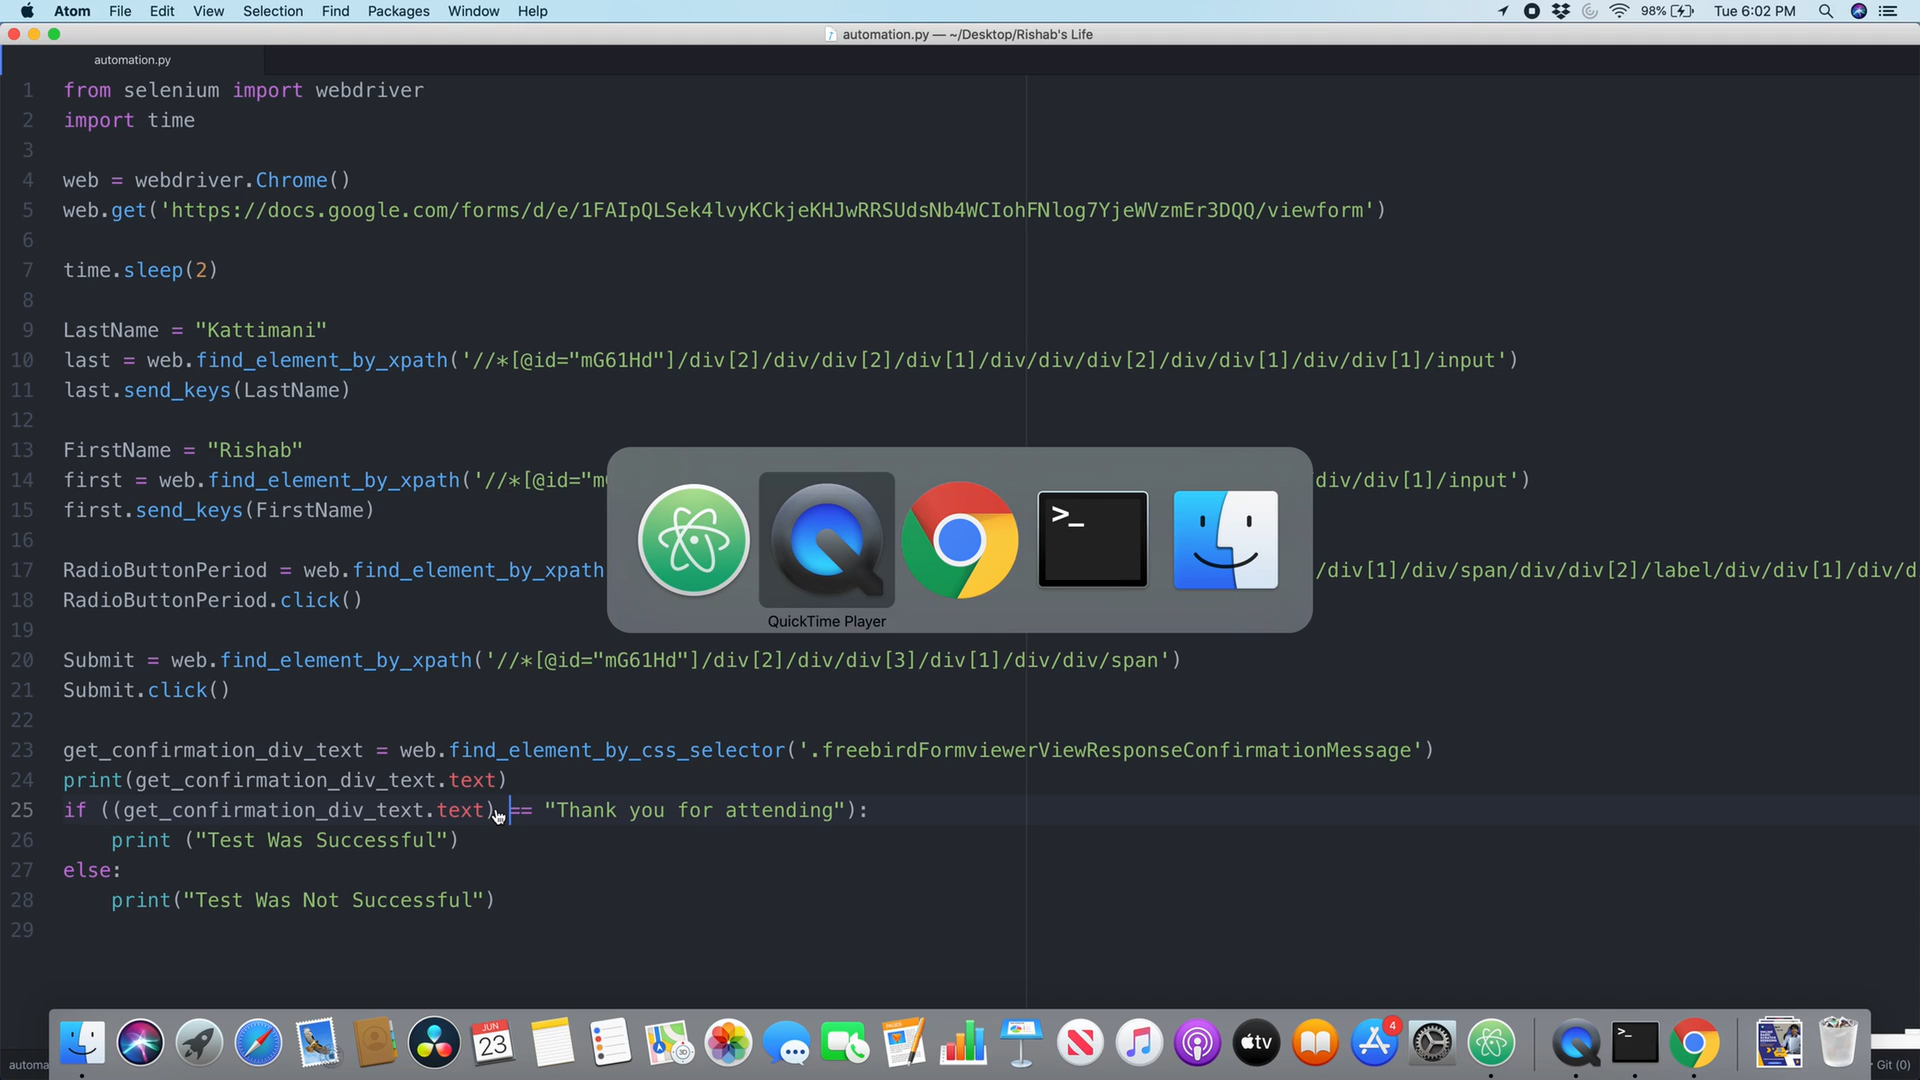 Atom File Edit View Selection Find Packages Window Help 98% Tue 6:02 PM
automation.py — ~/Desktop/Rishab's Life
automation.py
1 from selenium import webdriver
2 import time
3
4 web = webdriver.Chrome()
5 web.get('https://docs.google.com/forms/d/e/1FAIpQLSek4lvyKCkjeKHJwRRSUdsNb4WCIohFNlog7YjeWVzmEr3DQQ/viewform')
6
7 time.sleep(2)
8
9 LastName = "Kattimani"
10 last = web.find_element_by_xpath('//*[@id="mG61Hd"]/div[2]/div/div[2]/div[1]/div/div/div[2]/div/div[1]/div/div[1]/input')
11 last.send_keys(LastName)
12
13 FirstName = "Rishab"
14 first = web.find_element_by_xpath('//*[@id="m div/div[1]/input')
15 first.send_keys(FirstName)
16
17 RadioButtonPeriod = web.find_element_by_xpath /div[1]/div/span/div/div[2]/label/div/div[1]/div/d
18 RadioButtonPeriod.click()
QuickTime Player
19
20 Submit = web.find_element_by_xpath('//*[@id="mG61Hd"]/div[2]/div/div[3]/div[1]/div/div/span')
21 Submit.click()
22
23 get_confirmation_div_text = web.find_element_by_css_selector('.freebirdFormviewerViewResponseConfirmationMessage')
24 print(get_confirmation_div_text.text)
25 if ((get_confirmation_div_text.text) == "Thank you for attending"):
26 print ("Test Was Successful")
27 else:
28 print("Test Was Not Successful")
29
JUN
23
PAGES
3D
tv
4
>_
automa
Git (0)